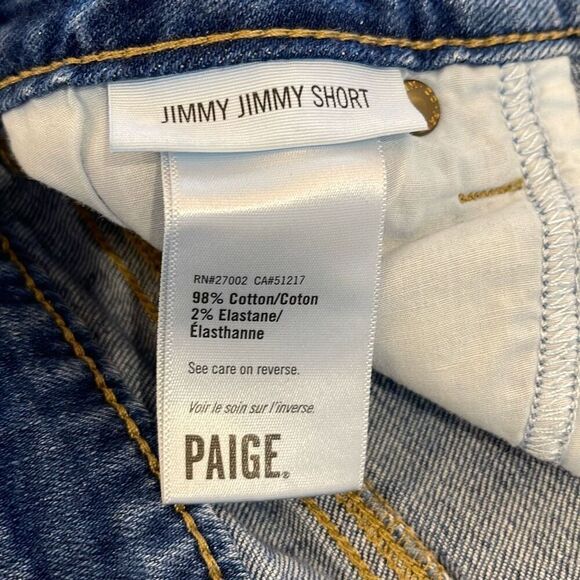 JIMMY JIMMY SHORT
RN#27002 CA#51217
98% Cotton/Coton
2% Elastane/
Élasthanne
See care on reverse.
Voir le soin sur l'inverse.
PAIGE®